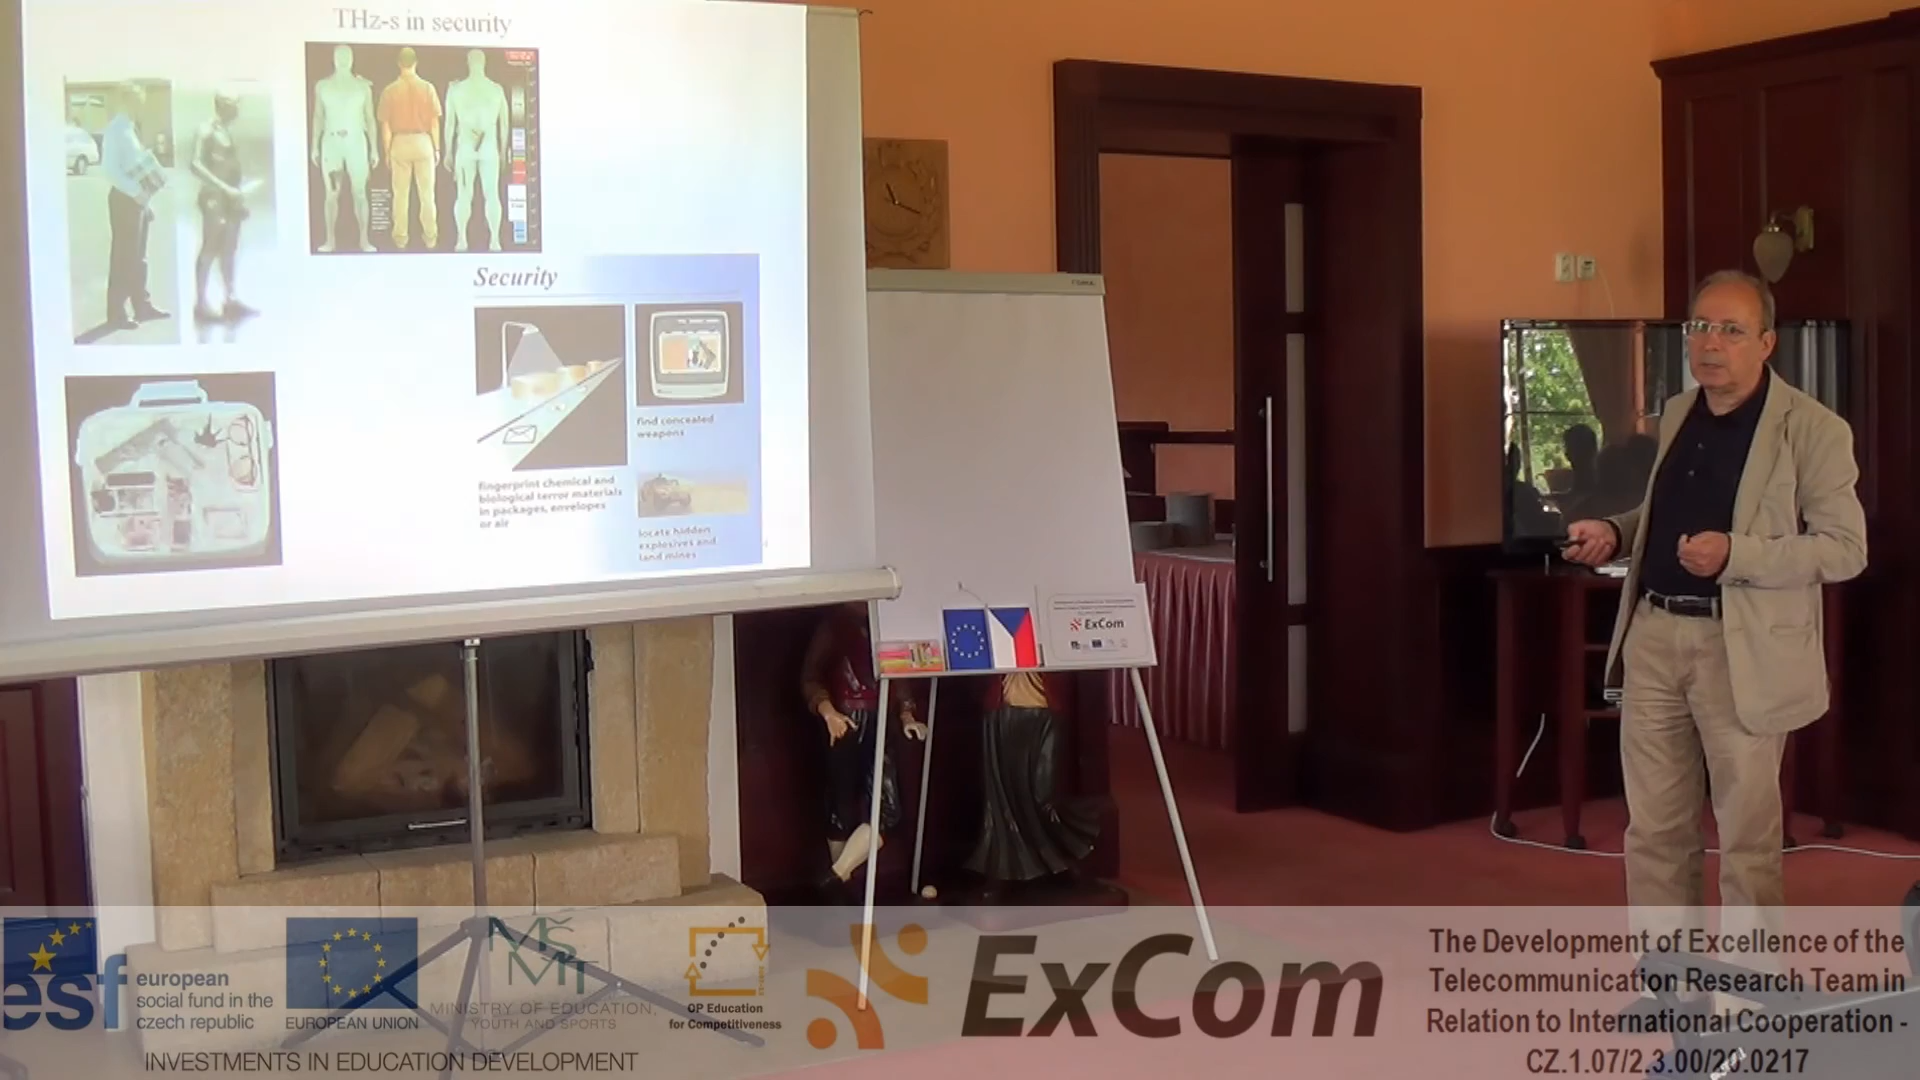 THz-s in security
Security
find concealed
weapons
fingerprint chemical and
biological terror materials
in packages, envelopes
or air
locate hidden
explosives and
land mines
ExCom
esf
european
social fund in the
czech republic
EUROPEAN UNION
MŠ
MT
MINISTRY OF EDUCATION,
YOUTH AND SPORTS
OP Education
for Competitiveness
INVESTMENTS IN EDUCATION DEVELOPMENT
ExCom
The Development of Excellence of the
Telecommunication Research Team in
Relation to International Cooperation -
CZ.1.07/2.3.00/20.0217